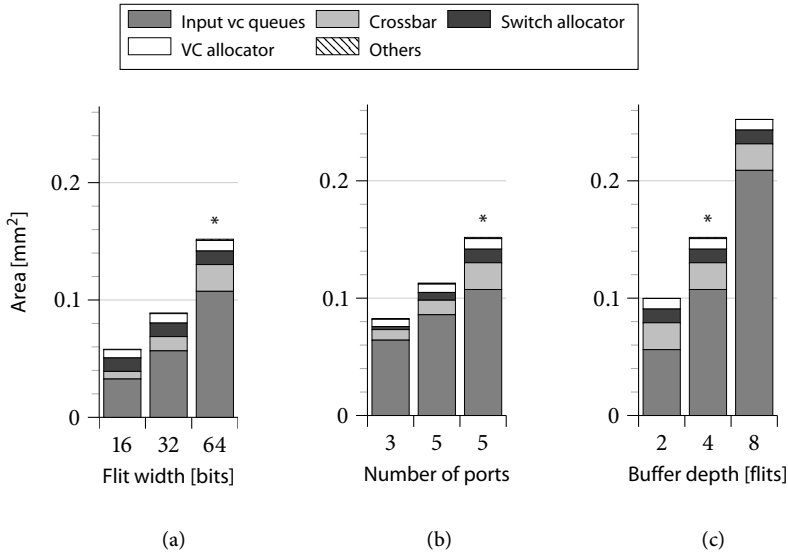 Input vc queues Crossbar Switch allocator
VC allocator Others
Area [mm²]
0.2
0.1
0
*
16 32 64
Flit width [bits]
(a)
0.2
0.1
0
*
3 5 5
Number of ports
(b)
0.2
0.1
0
*
2 4 8
Buffer depth [flits]
(c)